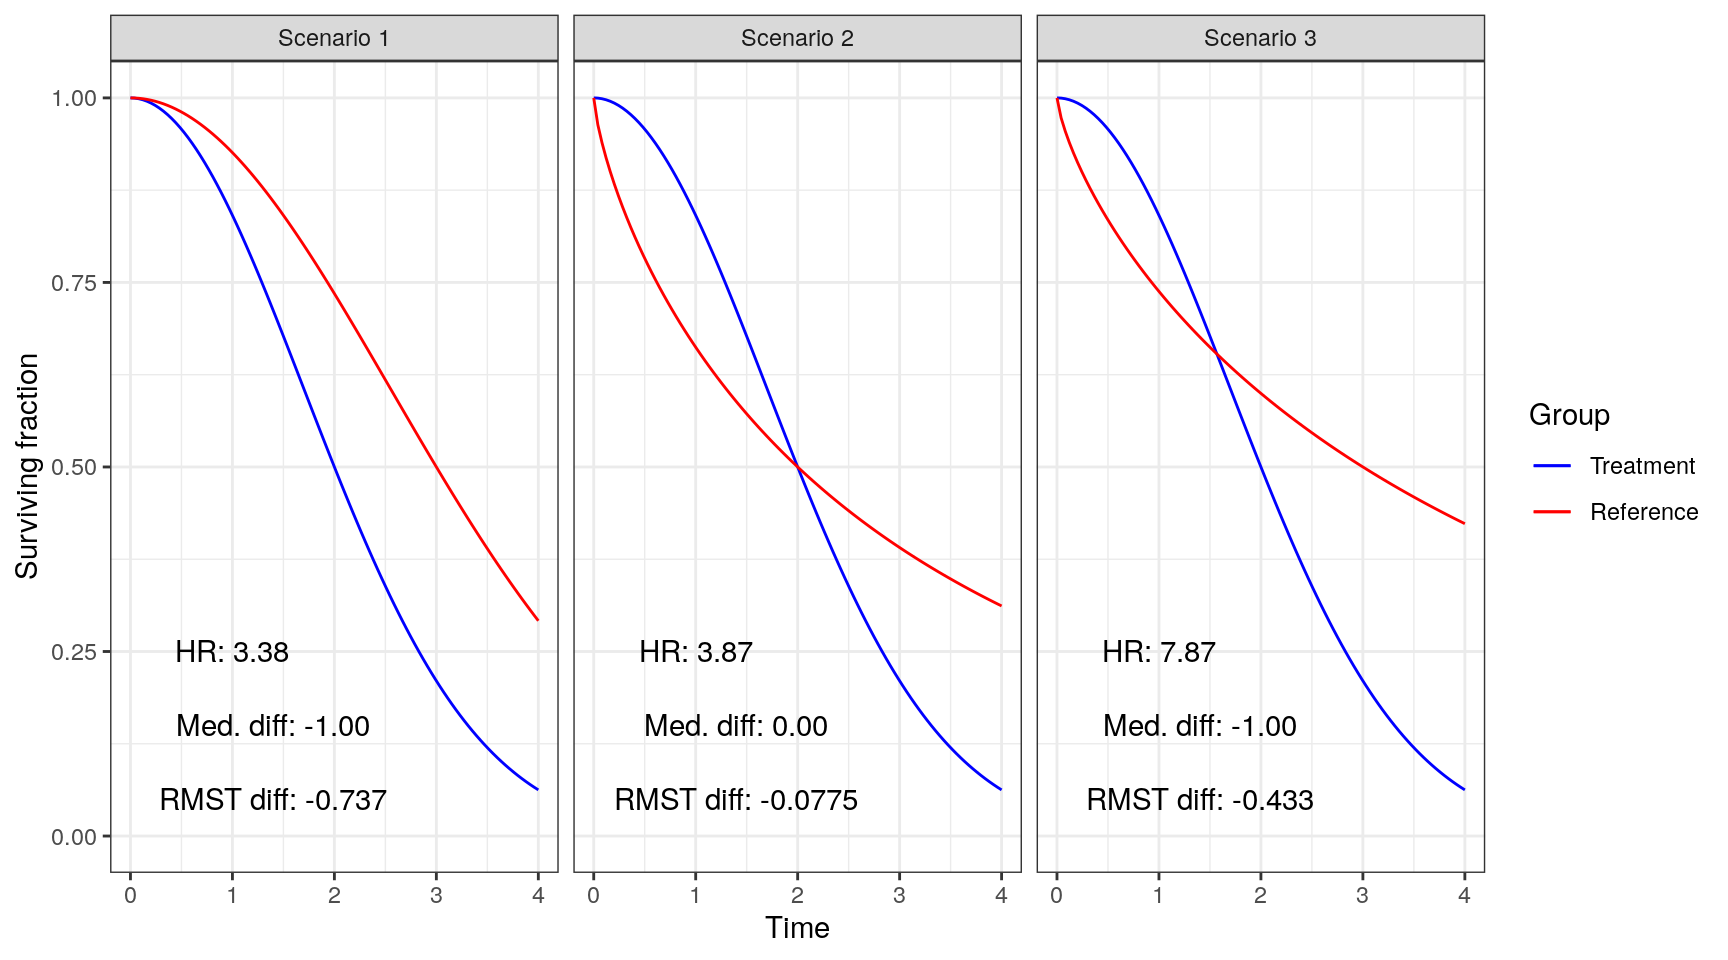 Scenario 1
Scenario 2
Scenario 3
Surviving fraction
1.00
0.75
0.50
0.25
0.00
HR: 3.38
Med. diff: -1.00
RMST diff: -0.737
HR: 3.87
Med. diff: 0.00
RMST diff: -0.0775
HR: 7.87
Med. diff: -1.00
RMST diff: -0.433
0 1 2 3 4
0 1 2 3 4
0 1 2 3 4
Time
Group
Treatment
Reference